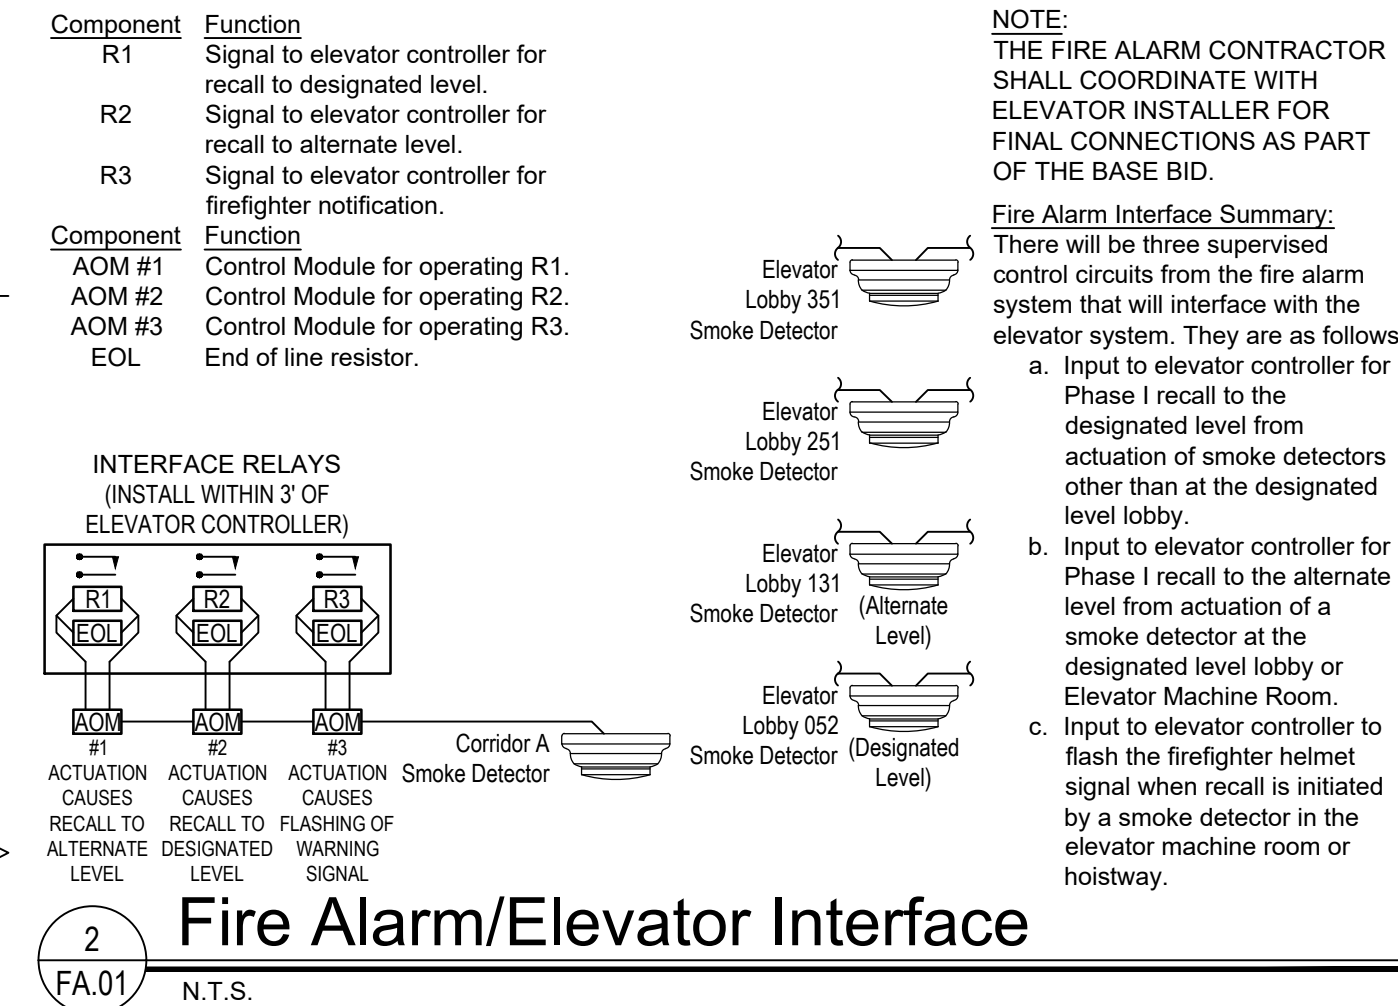 Component Function
R1 Signal to elevator controller for
recall to designated level.
R2 Signal to elevator controller for
recall to alternate level.
R3 Signal to elevator controller for
firefighter notification.
Component Function
AOM #1 Control Module for operating R1.
AOM #2 Control Module for operating R2.
AOM #3 Control Module for operating R3.
EOL End of line resistor.
INTERFACE RELAYS
(INSTALL WITHIN 3' OF
ELEVATOR CONTROLLER)
R1 R2 R3
EOL EOL EOL
AOM AOM AOM
#1 #2 #3
ACTUATION
CAUSES
RECALL TO
ALTERNATE
LEVEL
ACTUATION
CAUSES
RECALL TO
DESIGNATED
LEVEL
ACTUATION
CAUSES
FLASHING OF
WARNING
SIGNAL
Corridor A
Smoke Detector
Elevator
Lobby 351
Smoke Detector
Elevator
Lobby 251
Smoke Detector
Elevator
Lobby 131
Smoke Detector
(Alternate
Level)
Elevator
Lobby 052
Smoke Detector
(Designated
Level)
NOTE:
THE FIRE ALARM CONTRACTOR
SHALL COORDINATE WITH
ELEVATOR INSTALLER FOR
FINAL CONNECTIONS AS PART
OF THE BASE BID.
Fire Alarm Interface Summary:
There will be three supervised
control circuits from the fire alarm
system that will interface with the
elevator system. They are as follows
a. Input to elevator controller for
Phase I recall to the
designated level from
actuation of smoke detectors
other than at the designated
level lobby.
b. Input to elevator controller for
Phase I recall to the alternate
level from actuation of a
smoke detector at the
designated level lobby or
Elevator Machine Room.
c. Input to elevator controller to
flash the firefighter helmet
signal when recall is initiated
by a smoke detector in the
elevator machine room or
hoistway.
2
FA.01
Fire Alarm/Elevator Interface
N.T.S.